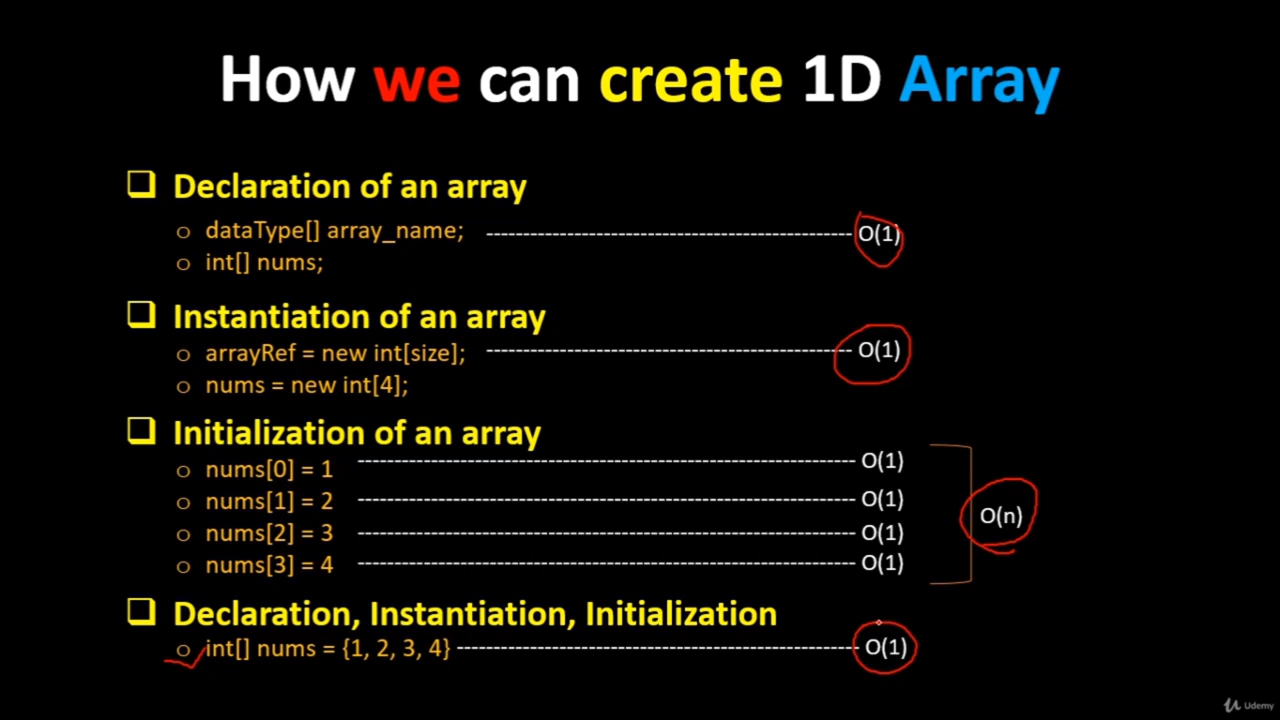 How we can create 1D Array
Declaration of an array
dataType[] array_name; O(1)
int[] nums;
Instantiation of an array
arrayRef = new int[size]; O(1)
nums = new int[4];
Initialization of an array
nums[0] = 1 O(1)
nums[1] = 2 O(1)
O(n)
nums[2] = 3 O(1)
nums[3] = 4 O(1)
Declaration, Instantiation, Initialization
int[] nums = {1, 2, 3, 4} O(1)
Udemy